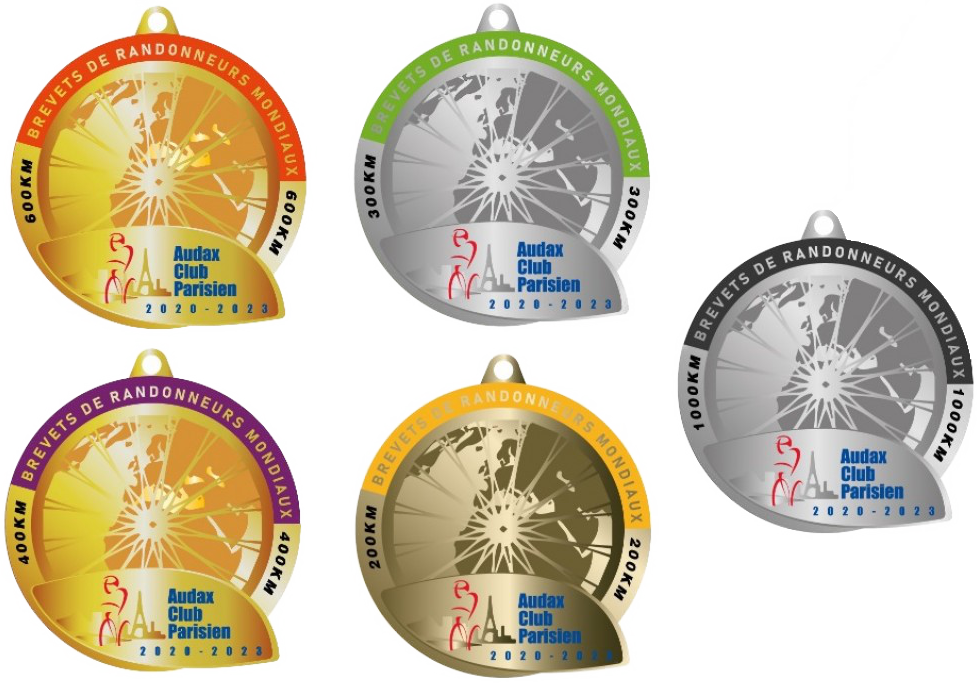 BREVETS DE RANDONNEURS MONDIAUX
600KM
600KM
Audax
Club
Parisien
2020-2023
BREVETS DE RANDONNEURS MONDIAUX
300KM
300KM
Audax
Club
Parisien
2020-2023
BREVETS DE RANDONNEURS MONDIAUX
1000KM
1000KM
Audax
Club
Parisien
2020-2023
BREVETS DE RANDONNEURS MONDIAUX
400KM
400KM
Audax
Club
Parisien
2020-2023
BREVETS DE RANDONNEURS MONDIAUX
200KM
200KM
Audax
Club
Parisien
2020-2023